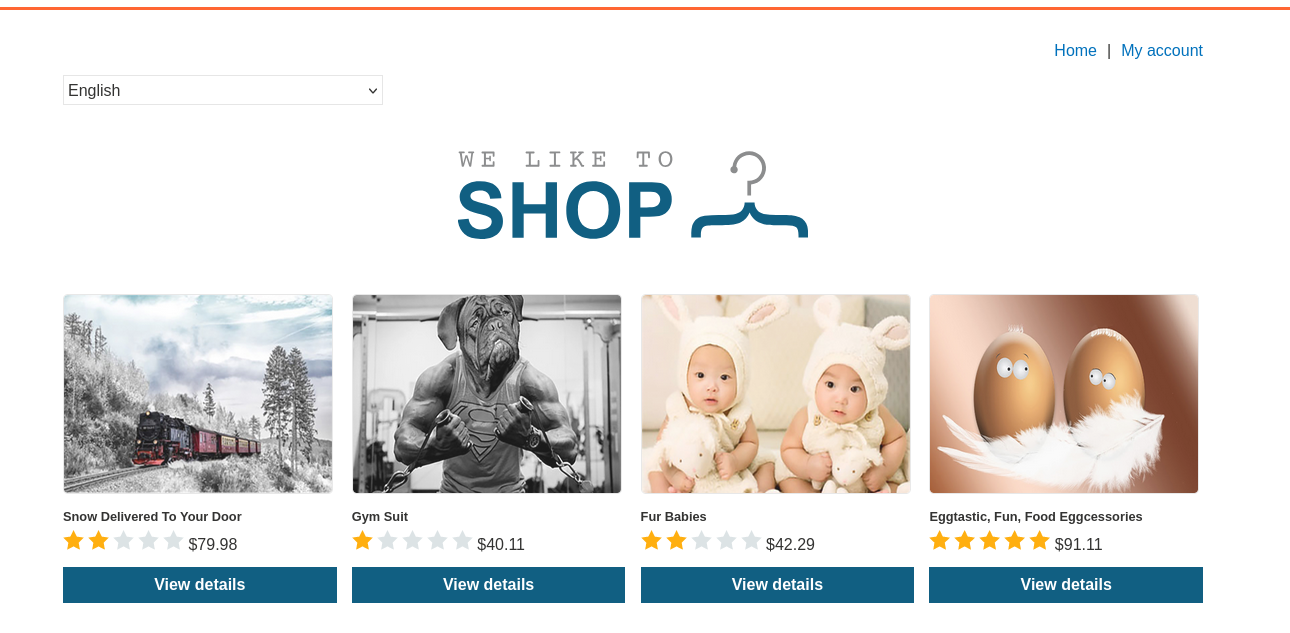 Home | My account
English
WE LIKE TO
SHOP
Snow Delivered To Your Door
$79.98
View details
Gym Suit
$40.11
View details
Fur Babies
$42.29
View details
Eggtastic, Fun, Food Eggcessories
$91.11
View details